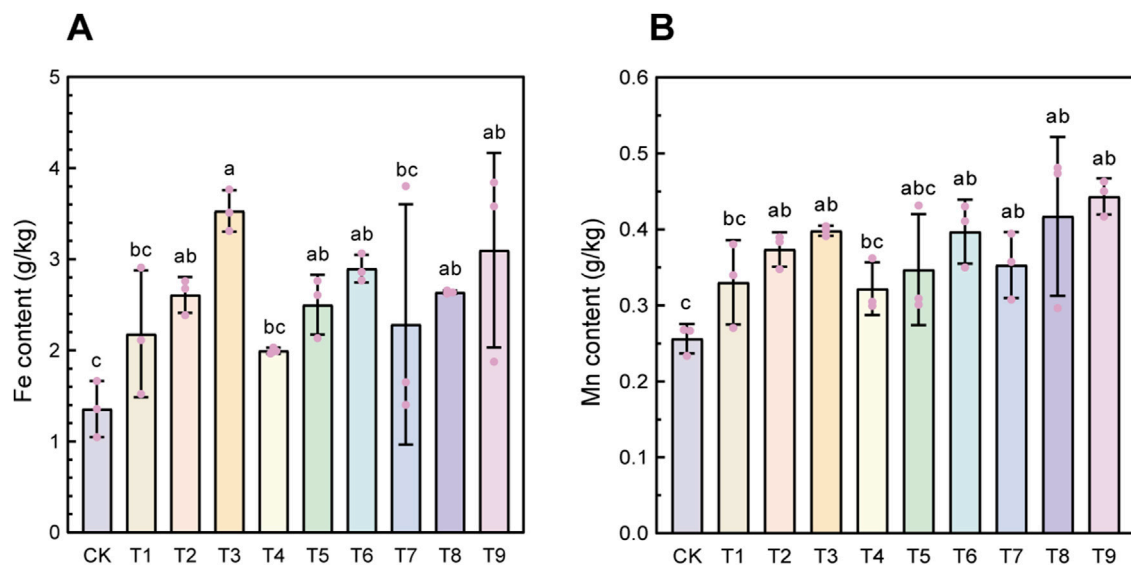 A
Fe content (g/kg)
5
4
3
2
1
0
c
bc
ab
a
bc
ab
ab
bc
ab
ab
CK T1 T2 T3 T4 T5 T6 T7 T8 T9
B
Mn content (g/kg)
0.6
0.5
0.4
0.3
0.2
0.1
0.0
c
bc
ab
ab
bc
abc
ab
ab
ab
ab
CK T1 T2 T3 T4 T5 T6 T7 T8 T9